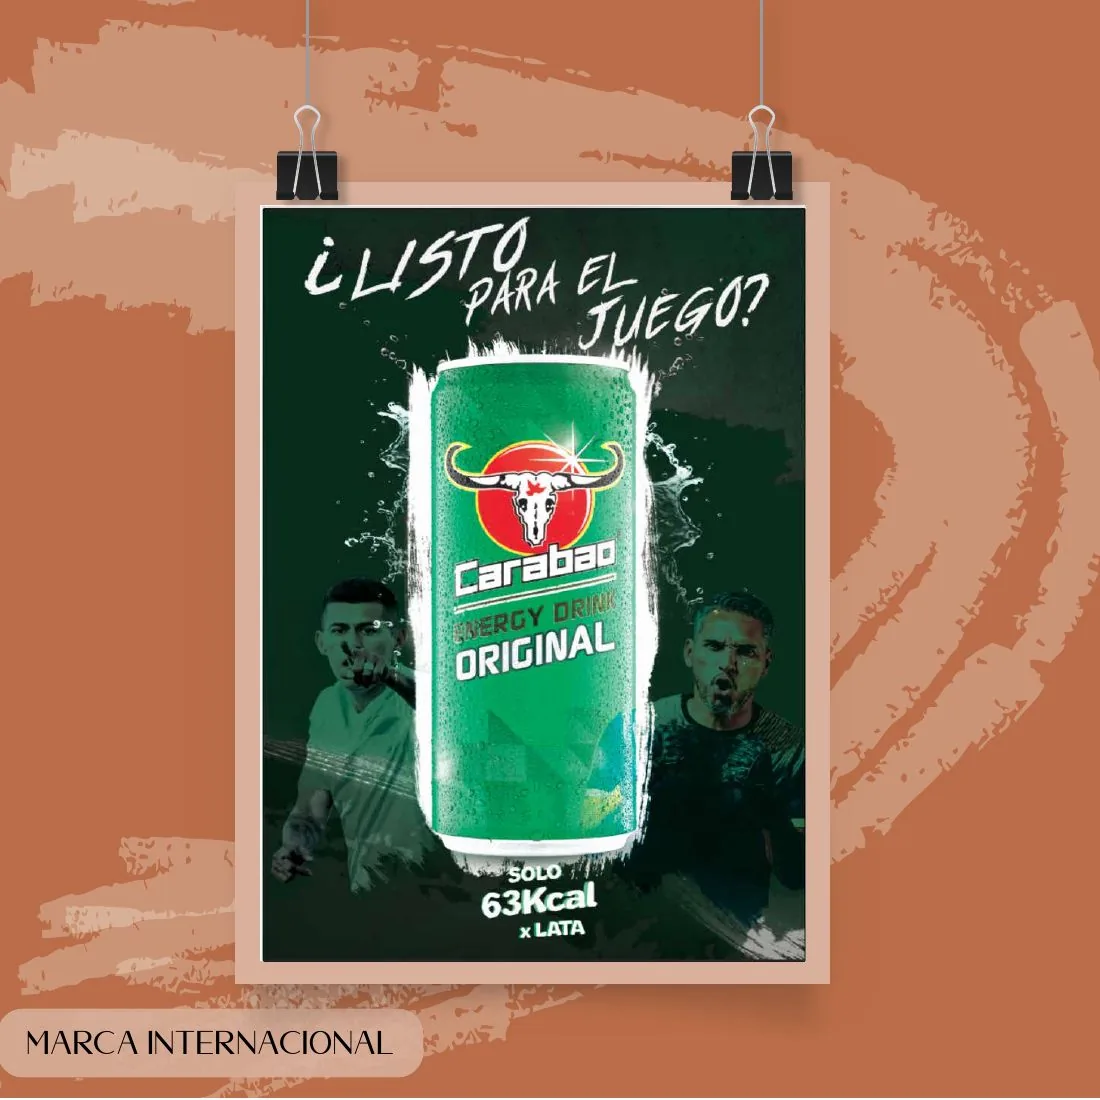 ¿LISTO
PARA EL
JUEGO?
Carabao
ENERGY DRINK
ORIGINAL
SOLO
63Kcal
x LATA
MARCA INTERNACIONAL